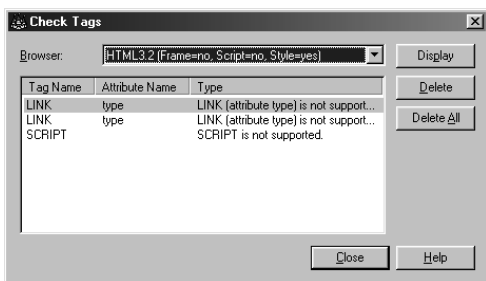 Check Tags
Browser: HTML3.2 (Frame=no, Script=no, Style=yes) Display
Tag Name Attribute Name Type Delete
LINK type LINK (attribute type) is not support...
LINK type LINK (attribute type) is not support... Delete All
SCRIPT SCRIPT is not supported.
Close Help